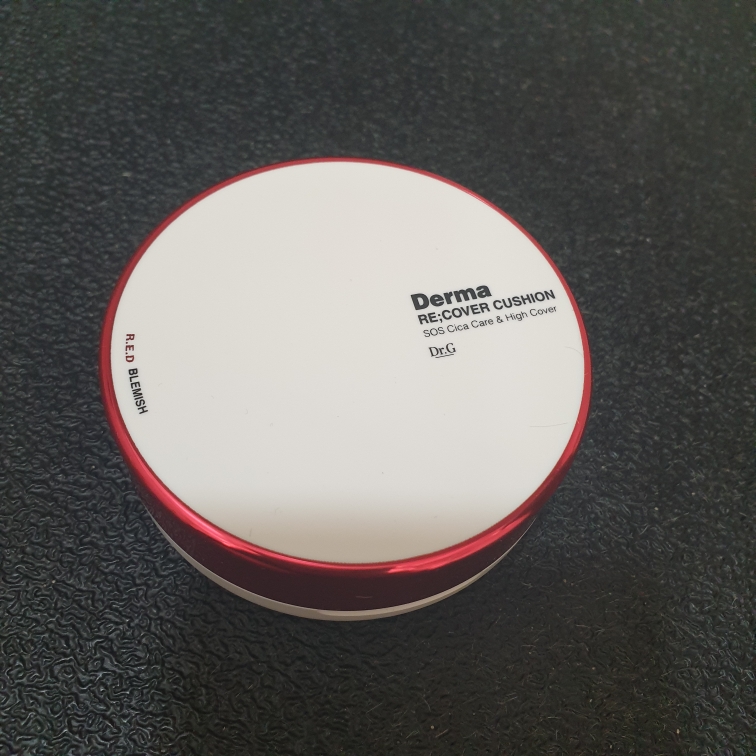 Derma
RE;COVER CUSHION
SOS Cica Care & High Cover
Dr.G
R.E.D BLEMISH